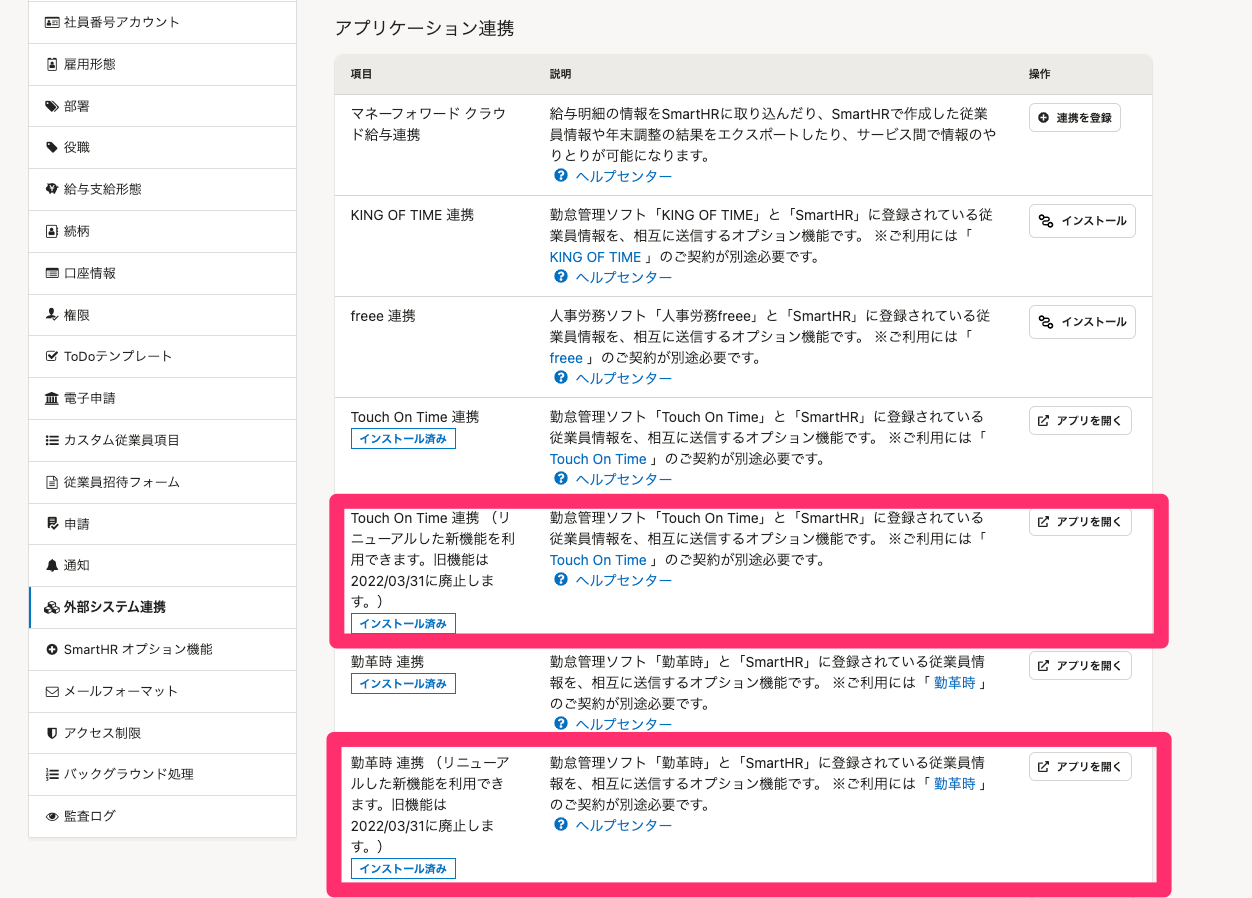 社員番号アカウント
雇用形態
部署
役職
給与支給形態
続柄
口座情報
権限
ToDoテンプレート
電子申請
カスタム従業員項目
従業員招待フォーム
申請
通知
外部システム連携
SmartHR オプション機能
メールフォーマット
アクセス制限
バックグラウンド処理
監査ログ
アプリケーション連携
項目 説明 操作
マネーフォワード クラウ
ド給与連携
給与明細の情報をSmartHRに取り込んだり、SmartHRで作成した従業
員情報や年末調整の結果をエクスポートしたり、サービス間で情報のや
りとりが可能になります。
ヘルプセンター
連携を登録
KING OF TIME 連携
勤怠管理ソフト「KING OF TIME」と「SmartHR」に登録されている従
業員情報を、相互に送信するオプション機能です。 ※ご利用には「
KING OF TIME 」のご契約が別途必要です。
ヘルプセンター
インストール
freee 連携
人事労務ソフト「人事労務freee」と「SmartHR」に登録されている従
業員情報を、相互に送信するオプション機能です。 ※ご利用には「
freee 」のご契約が別途必要です。
ヘルプセンター
インストール
Touch On Time 連携
インストール済み
勤怠管理ソフト「Touch On Time」と「SmartHR」に登録されている
従業員情報を、相互に送信するオプション機能です。 ※ご利用には「
Touch On Time 」のご契約が別途必要です。
ヘルプセンター
アプリを開く
Touch On Time 連携 （リ
ニューアルした新機能を利
用できます。旧機能は
2022/03/31に廃止しま
す。）
インストール済み
勤怠管理ソフト「Touch On Time」と「SmartHR」に登録されている
従業員情報を、相互に送信するオプション機能です。 ※ご利用には「
Touch On Time 」のご契約が別途必要です。
ヘルプセンター
アプリを開く
勤革時 連携
インストール済み
勤怠管理ソフト「勤革時」と「SmartHR」に登録されている従業員情
報を、相互に送信するオプション機能です。 ※ご利用には「 勤革時 」
のご契約が別途必要です。
ヘルプセンター
アプリを開く
勤革時 連携 （リニューア
ルした新機能を利用でき
ます。旧機能は
2022/03/31に廃止しま
す。）
インストール済み
勤怠管理ソフト「勤革時」と「SmartHR」に登録されている従業員情
報を、相互に送信するオプション機能です。 ※ご利用には「 勤革時 」
のご契約が別途必要です。
ヘルプセンター
アプリを開く